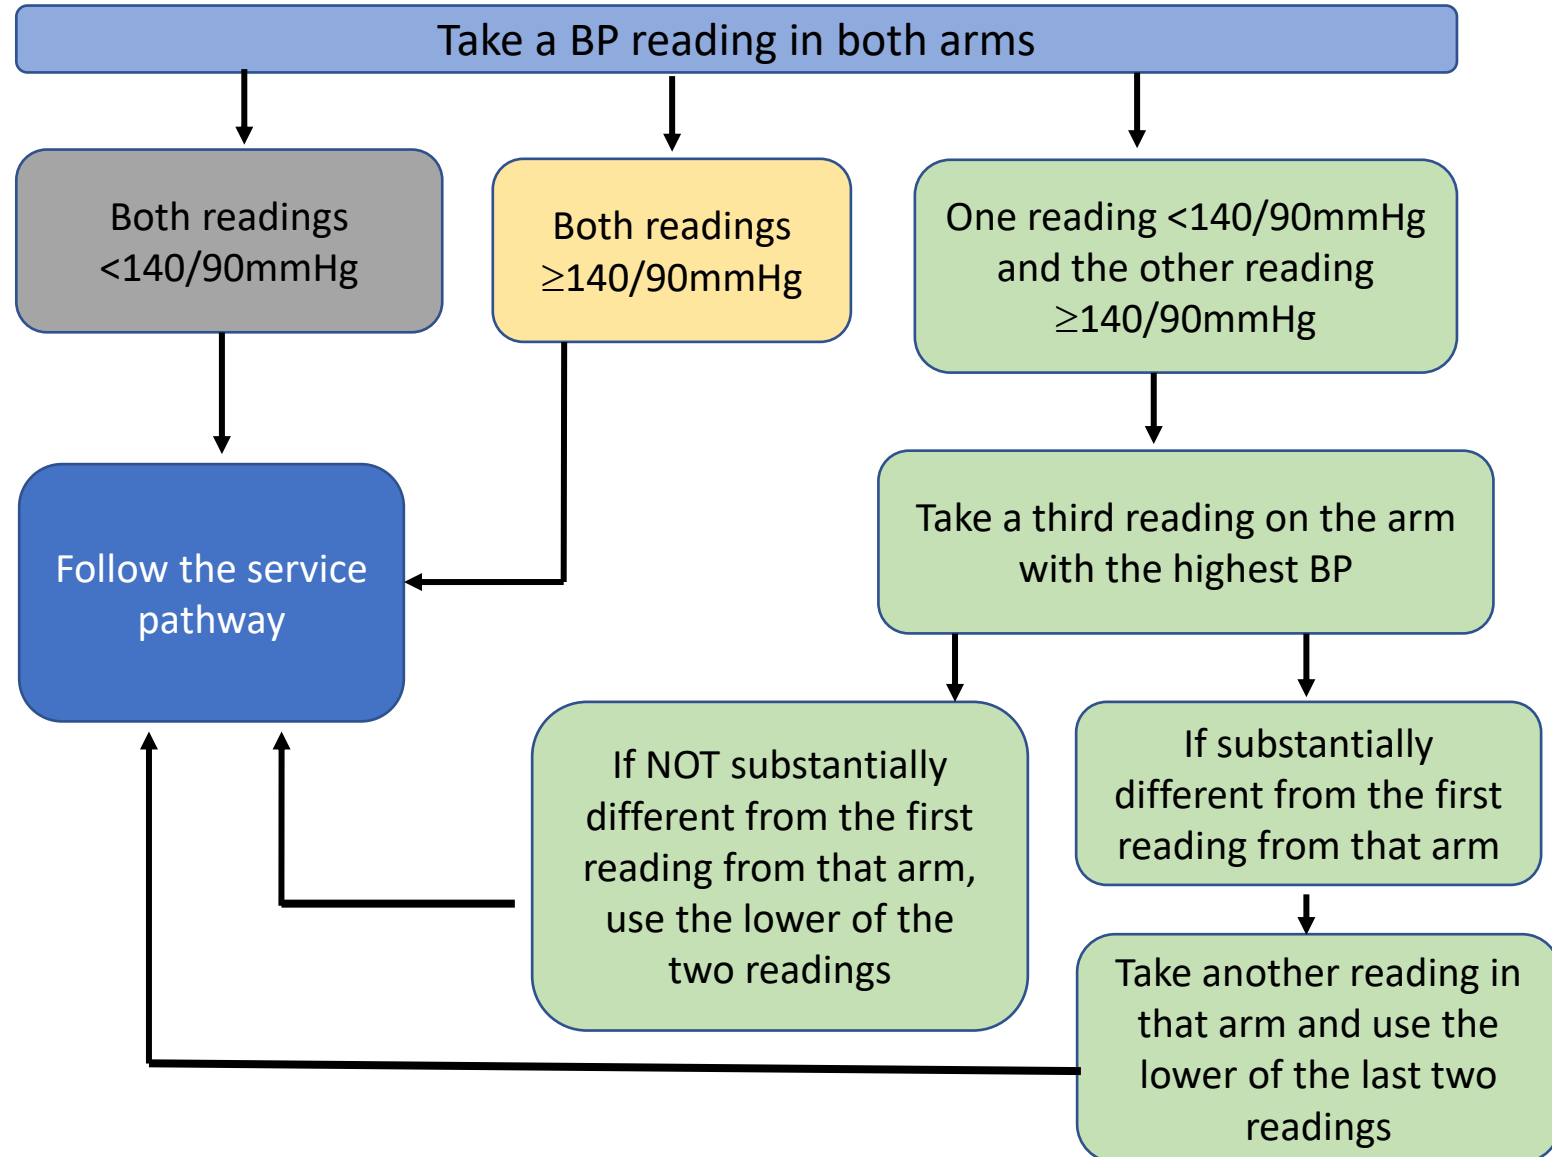 Take a BP reading in both arms
Both readings
<140/90mmHg
Both readings
≥140/90mmHg
One reading <140/90mmHg
and the other reading
≥140/90mmHg
Follow the service
pathway
Take a third reading on the arm
with the highest BP
If NOT substantially
different from the first
reading from that arm,
use the lower of the
two readings
If substantially
different from the first
reading from that arm
Take another reading in
that arm and use the
lower of the last two
readings